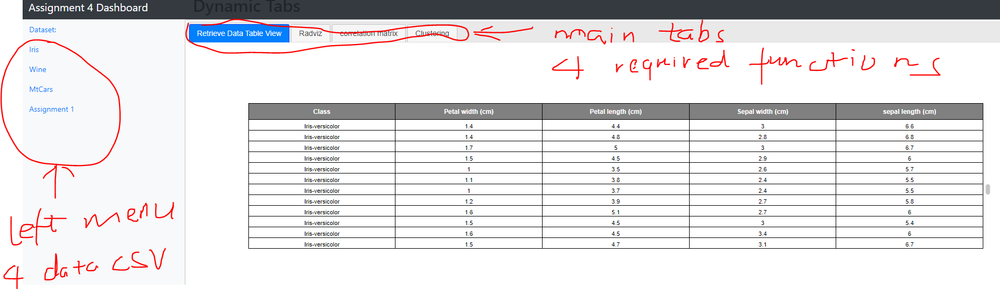 Assignment 4 Dashboard
Dynamic Tabs
Dataset:
Iris
Wine
MtCars
Assignment 1
Retrieve Data Table View Radviz correlation matrix Clustering
main tabs
4 required functions
Class Petal width (cm) Petal length (cm) Sepal width (cm) sepal length (cm)
Iris-versicolor 1.4 4.4 3 6.6
Iris-versicolor 1.4 4.8 2.8 6.8
Iris-versicolor 1.7 5 3 6.7
Iris-versicolor 1.5 4.5 2.9 6
Iris-versicolor 1 3.5 2.6 5.7
Iris-versicolor 1.1 3.8 2.4 5.5
Iris-versicolor 1 3.7 2.4 5.5
Iris-versicolor 1.2 3.9 2.7 5.8
Iris-versicolor 1.6 5.1 2.7 6
Iris-versicolor 1.5 4.5 3 5.4
Iris-versicolor 1.6 4.5 3.4 6
Iris-versicolor 1.5 4.7 3.1 6.7
left menu
4 data CSV